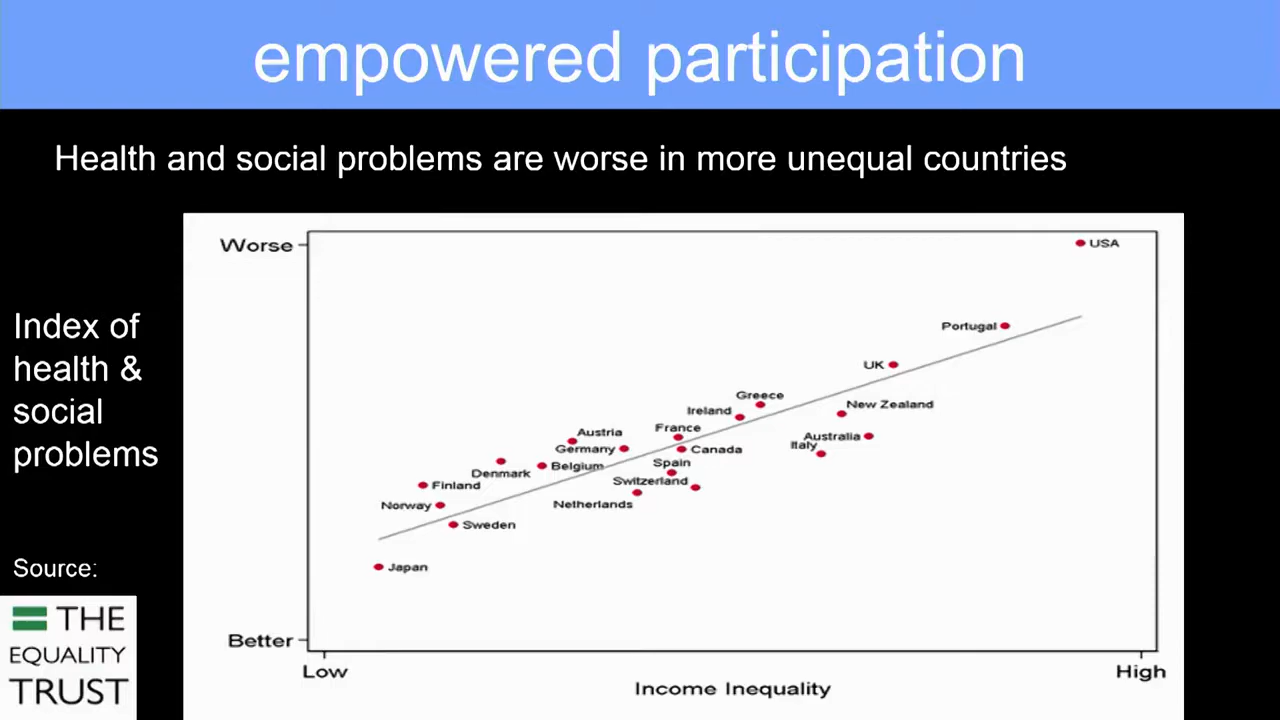 empowered participation
Health and social problems are worse in more unequal countries
Index of
health &
social
problems
Source:
THE
EQUALITY
TRUST
Worse
USA
Portugal
UK
Greece
New Zealand
Ireland
Austria
France
Australia
Germany
Canada
Italy
Spain
Denmark
Belgium
Finland
Switzerland
Norway
Netherlands
Sweden
Japan
Better
Low
High
Income Inequality